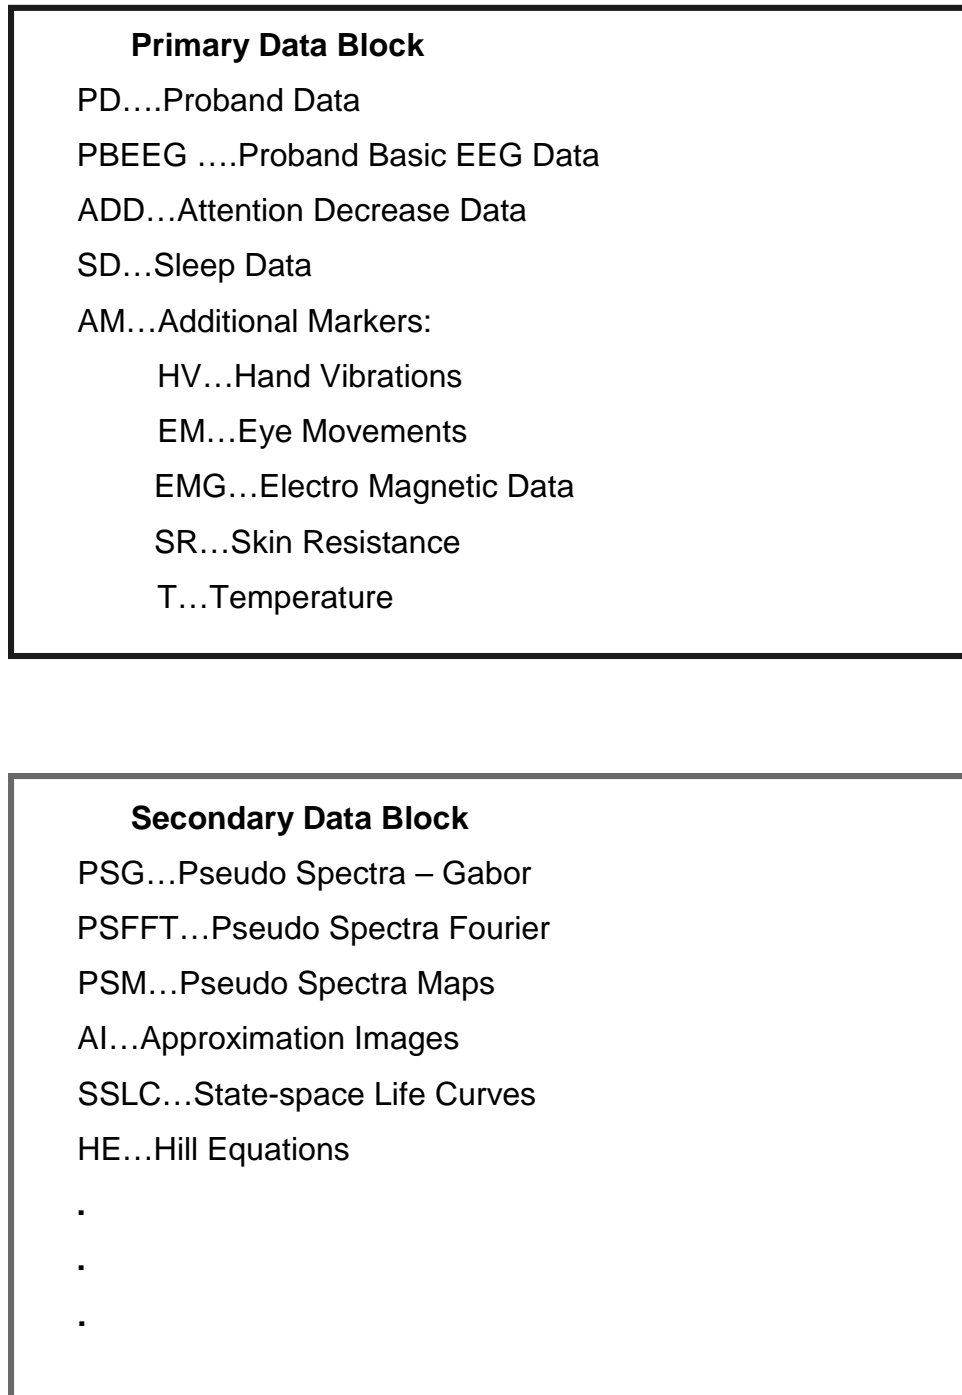 Primary Data Block
PD….Proband Data
PBEEG ….Proband Basic EEG Data
ADD…Attention Decrease Data
SD…Sleep Data
AM…Additional Markers:
HV…Hand Vibrations
EM…Eye Movements
EMG…Electro Magnetic Data
SR…Skin Resistance
T…Temperature
Secondary Data Block
PSG…Pseudo Spectra – Gabor
PSFFT…Pseudo Spectra Fourier
PSM…Pseudo Spectra Maps
AI…Approximation Images
SSLC…State-space Life Curves
HE…Hill Equations
.
.
.